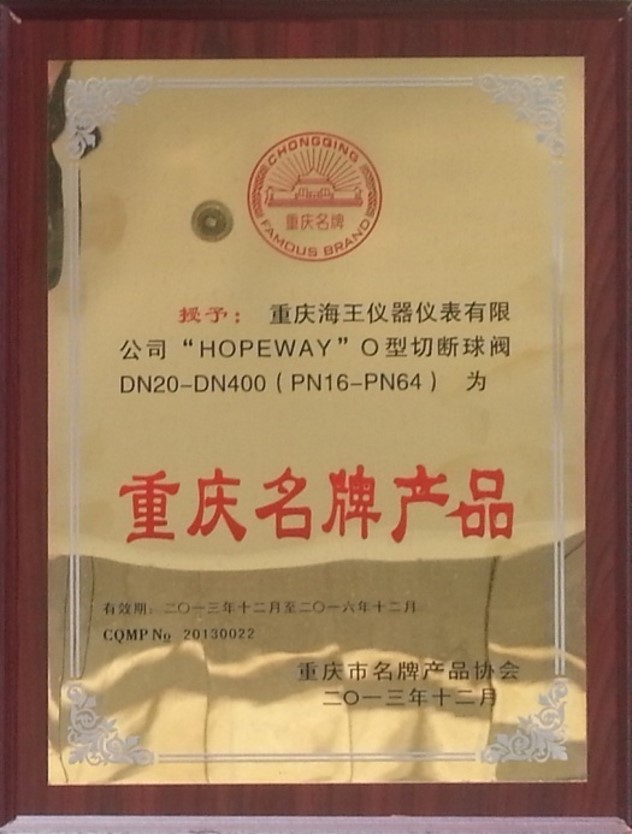 CHONGQING
重庆名牌
FAMOUS BRAND
授予：重庆海王仪器仪表有限
公司“HOPEWAY”O型切断球阀
DN20-DN400（PN16-PN64） 为
重庆名牌产品
有效期：二〇一三年十二月至二〇一六年十二月
CQMP No 20130022
重庆市名牌产品协会
二〇一三年十二月